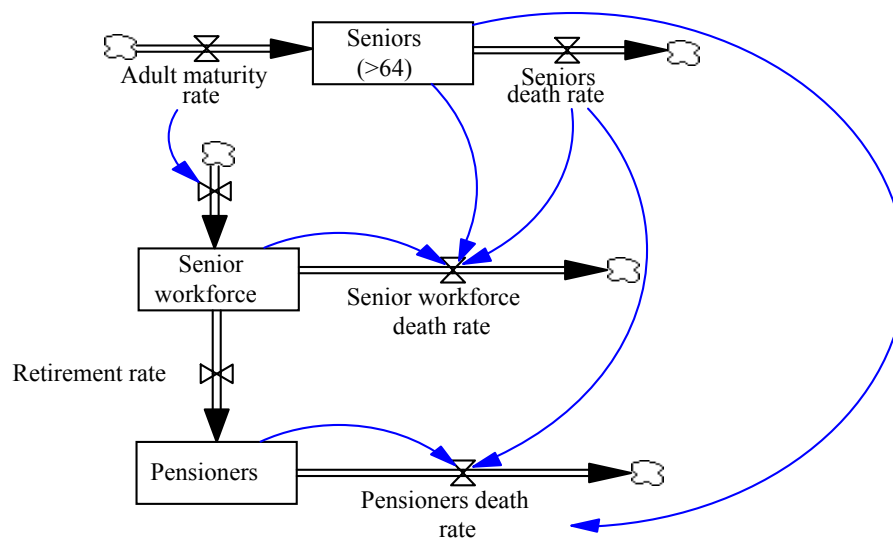 Seniors
(>64)
Adult maturity
rate
Seniors
death rate
Senior
workforce
Senior workforce
death rate
Retirement rate
Pensioners
Pensioners death
rate